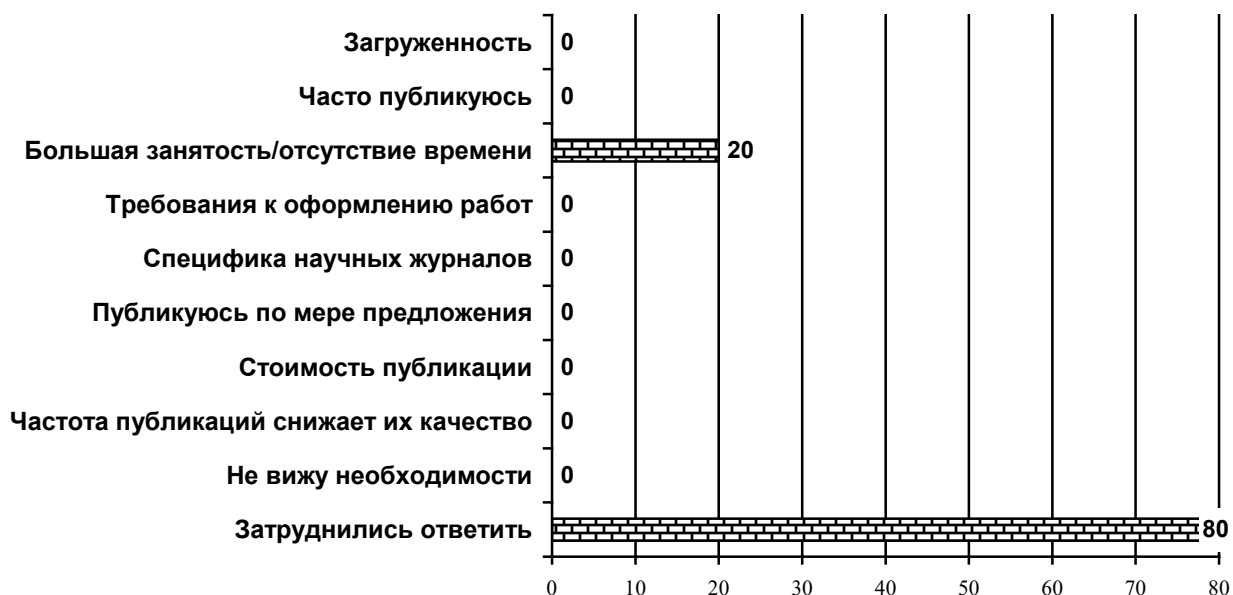 Загруженность 0
Часто публикуюсь 0
Большая занятость/отсутствие времени 20
Требования к оформлению работ 0
Специфика научных журналов 0
Публикуюсь по мере предложения 0
Стоимость публикации 0
Частота публикаций снижает их качество 0
Не вижу необходимости 0
Затруднились ответить 80
0 10 20 30 40 50 60 70 80